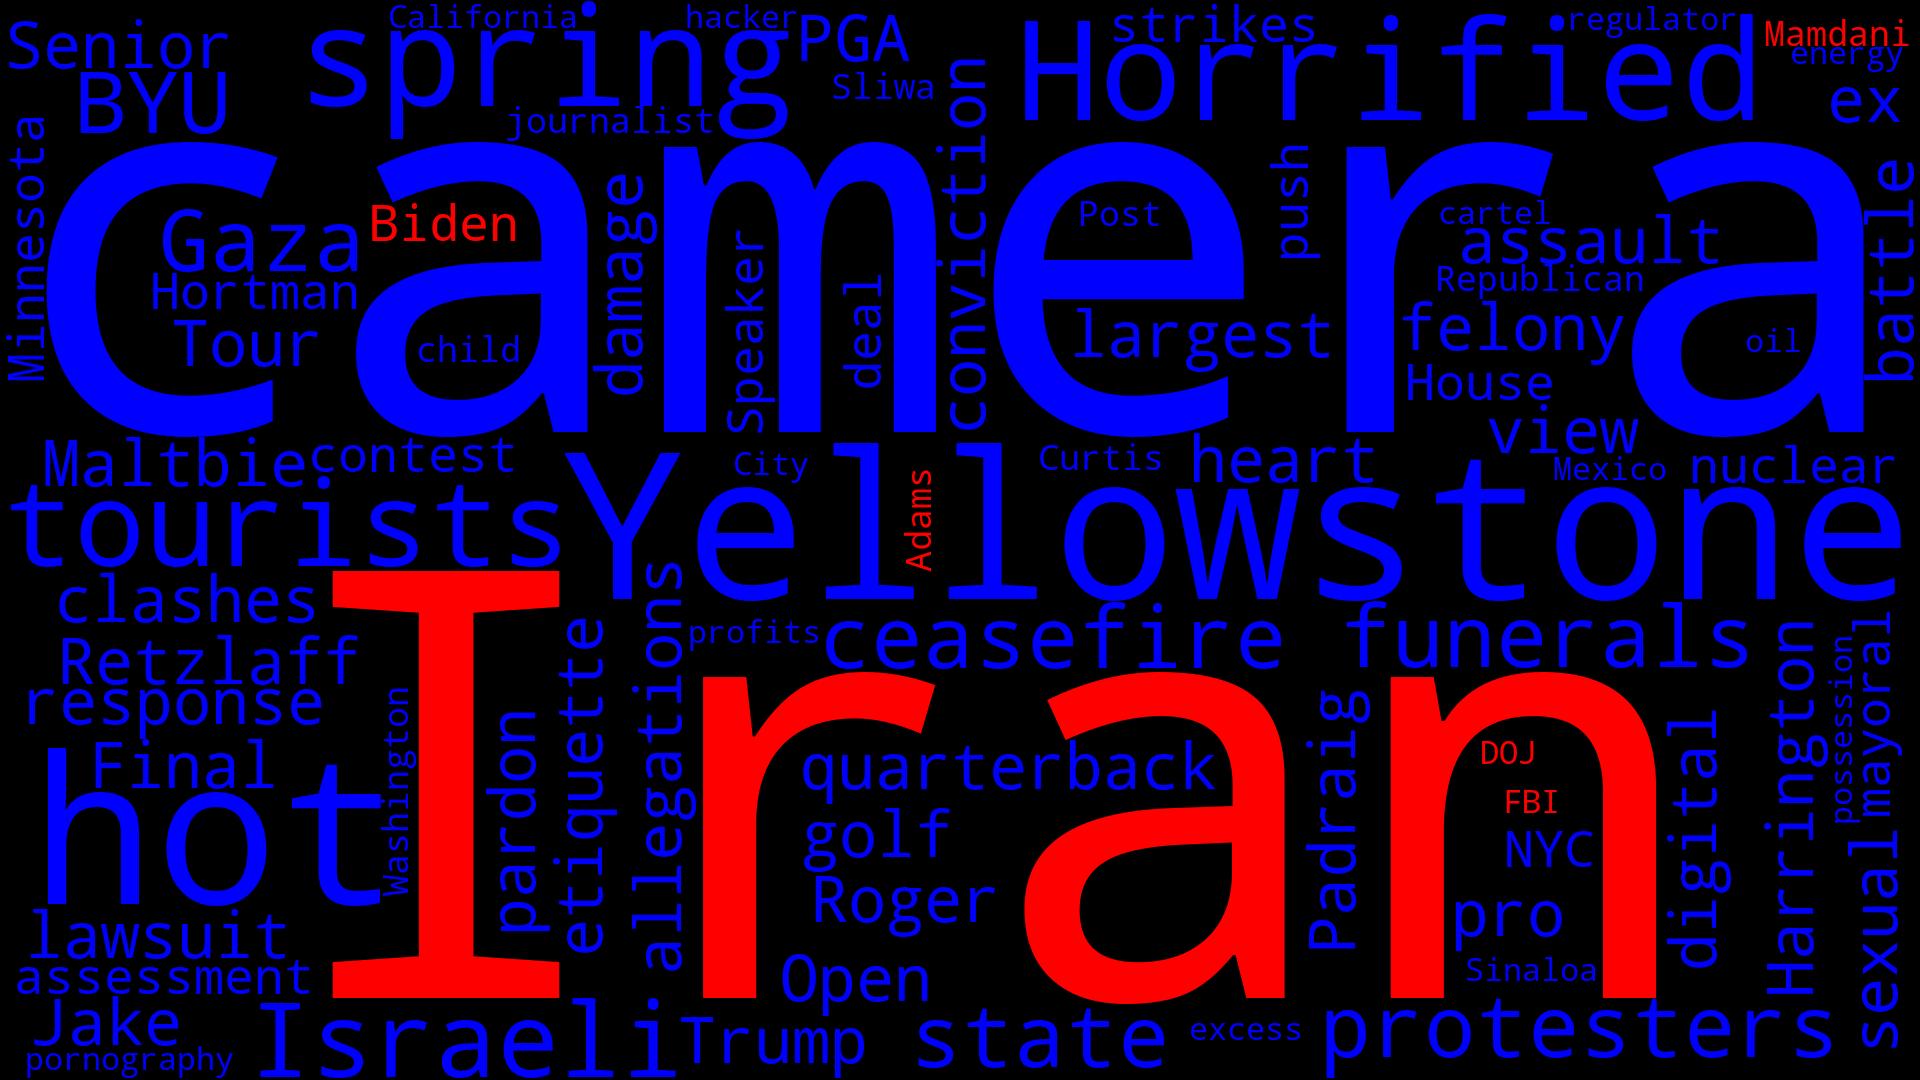 California
hacker
PGA
strikes
regulator
Mamdani
Senior
spring
Horrified
energy
BYU
Sliwa
ex
journalist
Minnesota
camera
conviction
push
battle
Gaza
Biden
damage
Post
cartel
assault
Hortman
Speaker
deal
Republican
Tour
child
largest
felony
oil
House
view
Maltbie
contest
City
Curtis
heart
Mexico
nuclear
tourists
Yellowstone
Adams
clashes
etiquette
allegations
profits
ceasefire
funerals
Retzlaff
response
Washington
Iran
Padraig
digital
Harrington
possession
mayoral
Final
hot
pardon
quarterback
DOJ
FBI
golf
NYC
Roger
pro
sexual
lawsuit
assessment
Open
Sinaloa
Jake
pornography
Israeli
Trump
state
excess
protesters